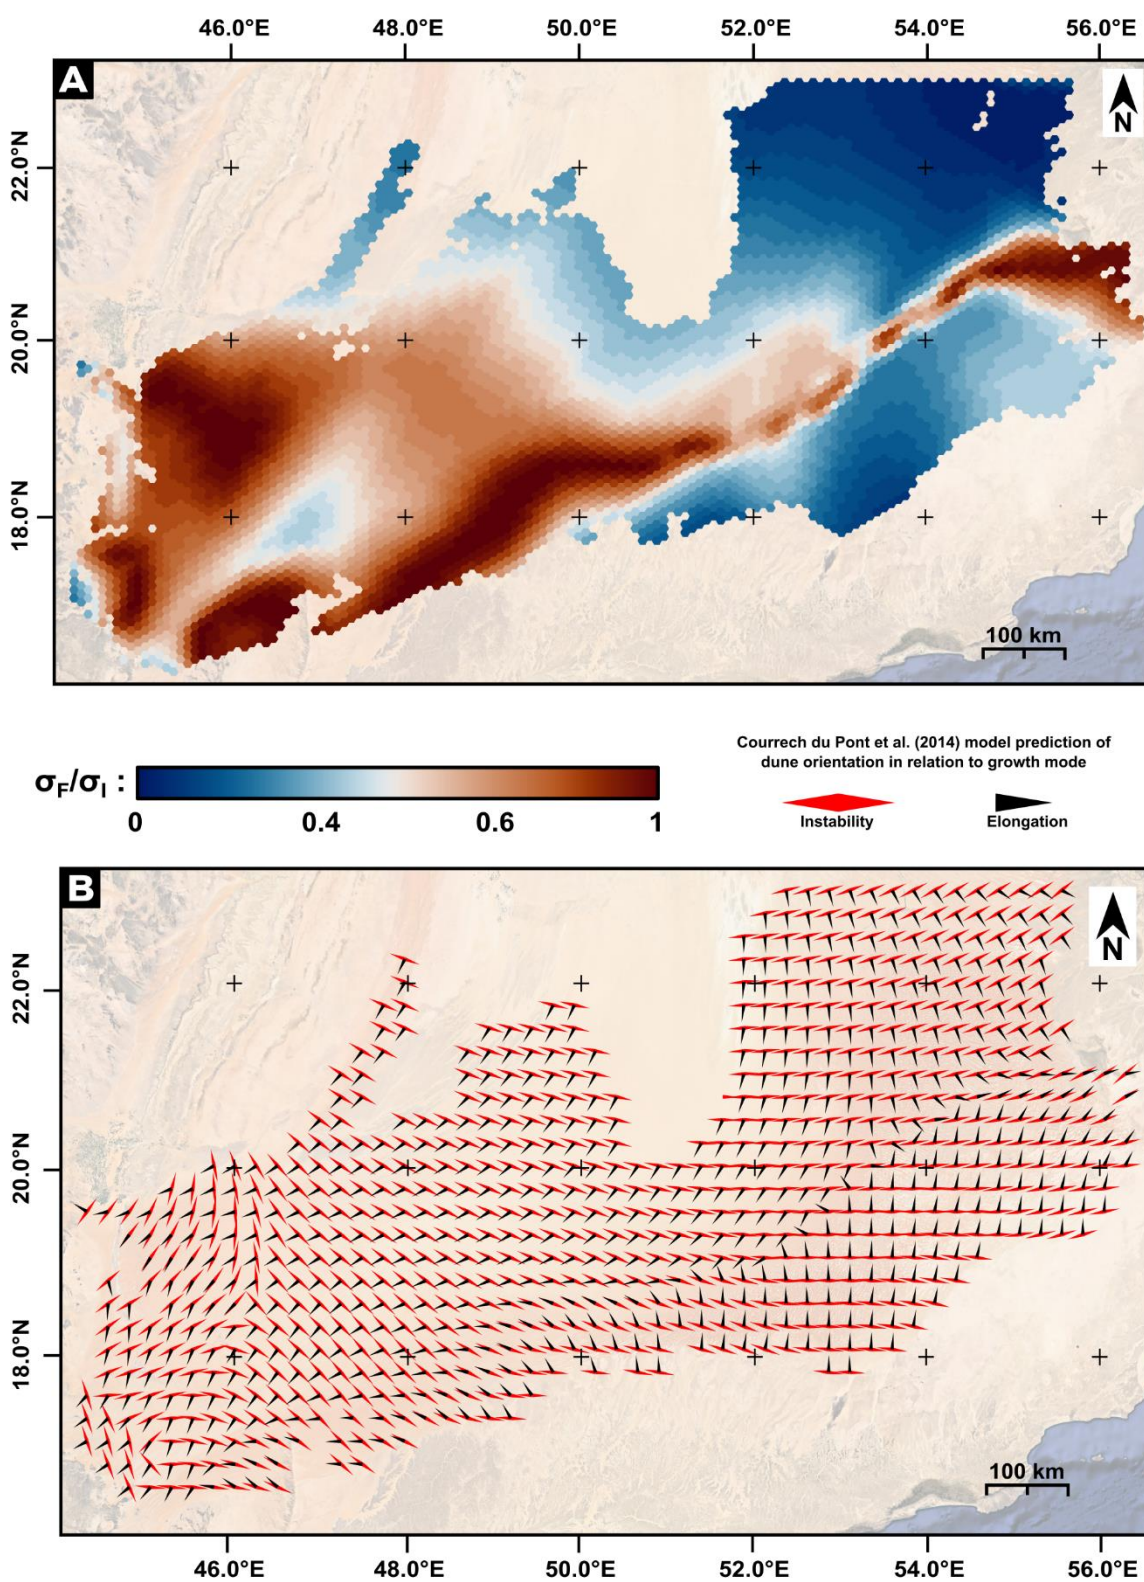 46.0°E 48.0°E 50.0°E 52.0°E 54.0°E 56.0°E
A
N
22.0°N
20.0°N
18.0°N
100 km
σF/σI :
0 0.4 0.6 1
Courrech du Pont et al. (2014) model prediction of
dune orientation in relation to growth mode
Instability Elongation
B
N
22.0°N
20.0°N
18.0°N
100 km
46.0°E 48.0°E 50.0°E 52.0°E 54.0°E 56.0°E